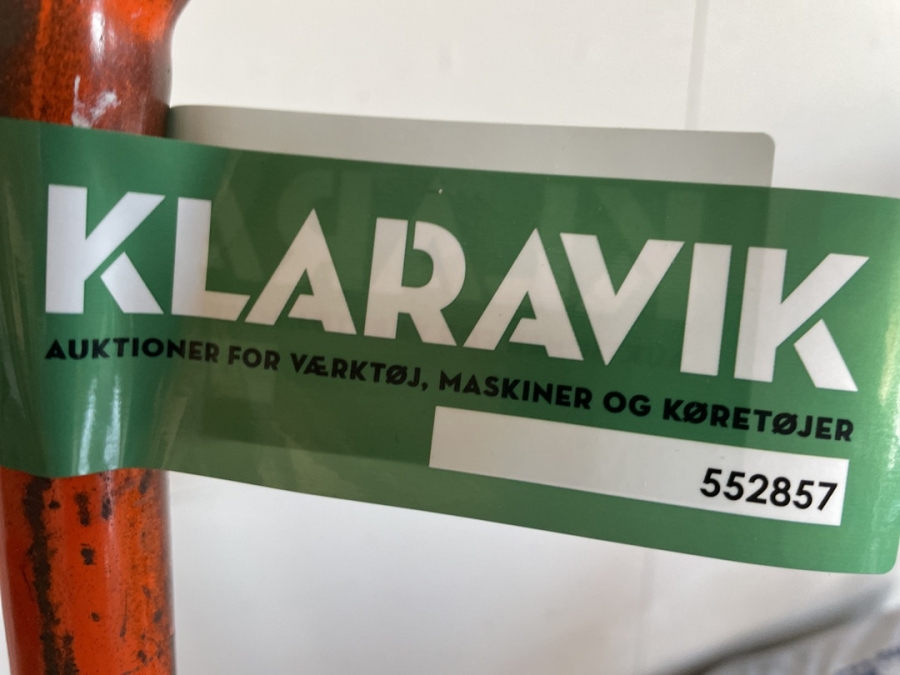 KLARAVIK
AUKTIONER FOR VÆRKTØJ, MASKINER OG KØRETØJER
552857